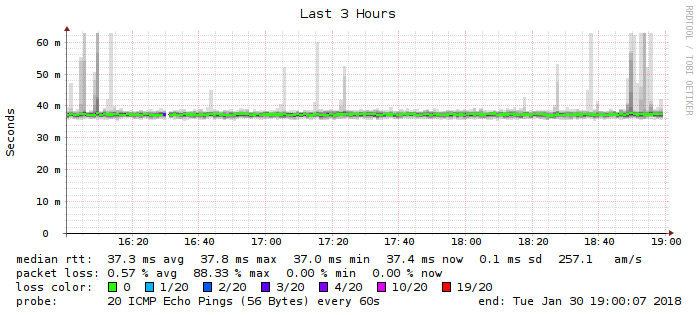 Last 3 Hours
RRDTOOL / TOBI OETIKER
Seconds
60 m
50 m
40 m
30 m
20 m
10 m
0
16:20 16:40 17:00 17:20 17:40 18:00 18:20 18:40 19:00
median rtt: 37.3 ms avg 37.8 ms max 37.0 ms min 37.4 ms now 0.1 ms sd 257.1 am/s
packet loss: 0.57 % avg 88.33 % max 0.00 % min 0.00 % now
loss color: 0 1/20 2/20 3/20 4/20 10/20 19/20
probe: 20 ICMP Echo Pings (56 Bytes) every 60s end: Tue Jan 30 19:00:07 2018